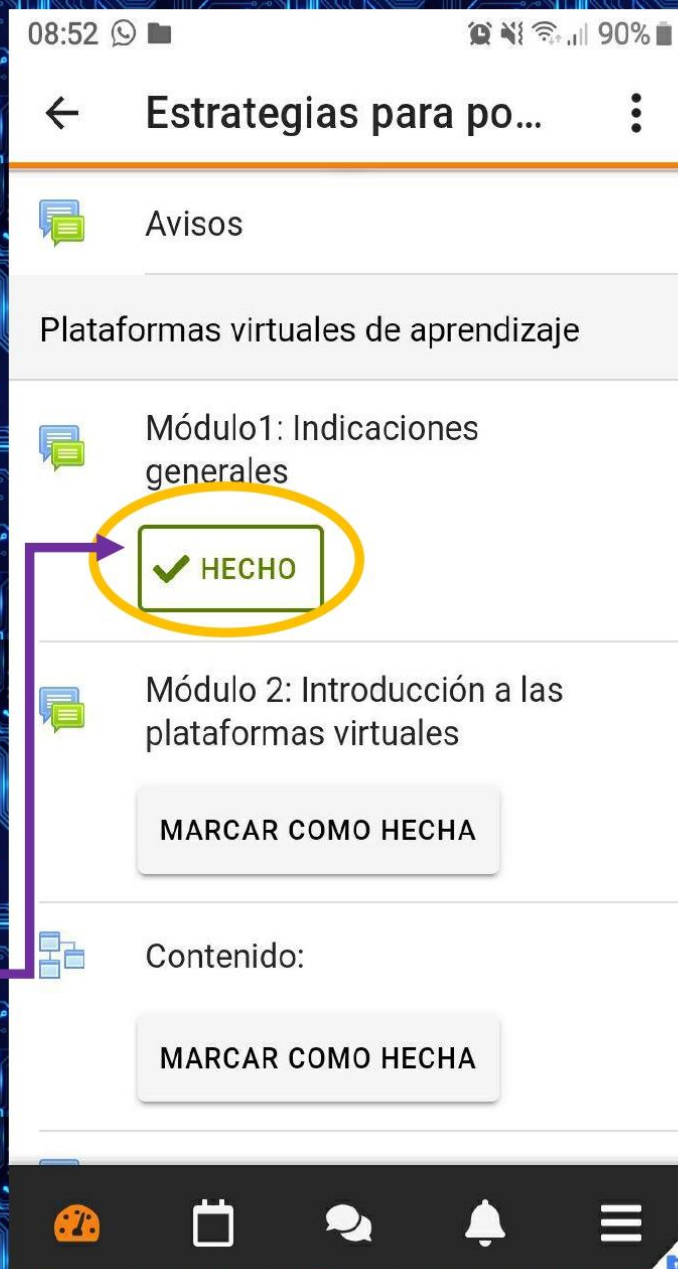 08:52 90%
Estrategias para po...
Avisos
Plataformas virtuales de aprendizaje
Módulo1: Indicaciones
generales
HECHO
Módulo 2: Introducción a las
plataformas virtuales
MARCAR COMO HECHA
Contenido:
MARCAR COMO HECHA